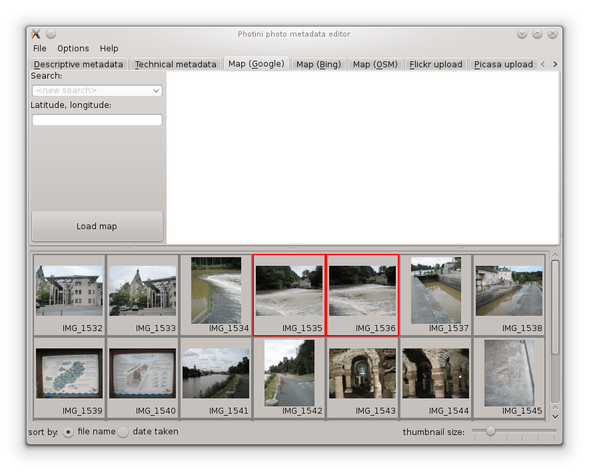 Photini photo metadata editor
File Options Help
Descriptive metadata Technical metadata Map (Google) Map (Bing) Map (OSM) Flickr upload Picasa upload
Search:
<new search>
Latitude, longitude:
Load map
IMG_1532 IMG_1533 IMG_1534 IMG_1535 IMG_1536 IMG_1537 IMG_1538
IMG_1539 IMG_1540 IMG_1541 IMG_1542 IMG_1543 IMG_1544 IMG_1545
sort by: file name date taken thumbnail size: